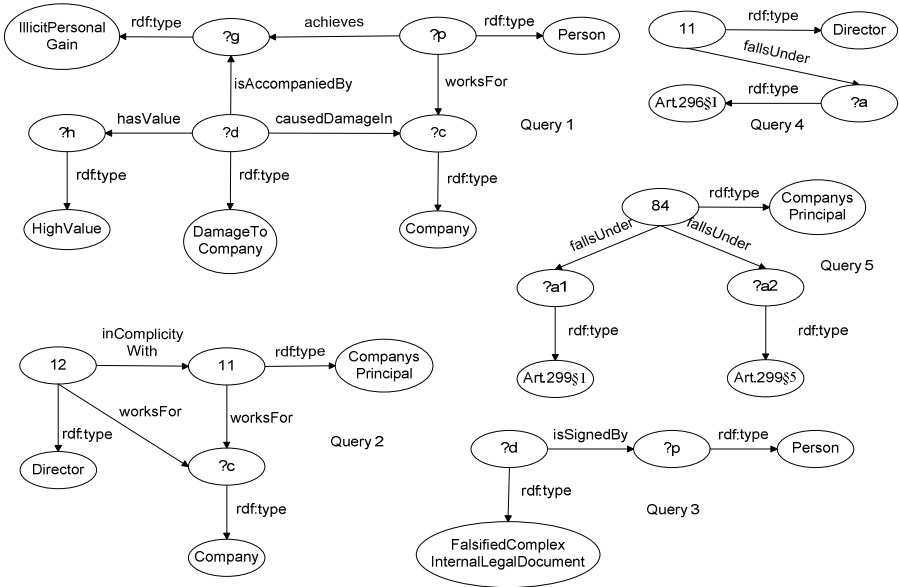 IllicitPersonal
Gain
rdf:type
?g
achieves
?p
rdf:type
Person
isAccompaniedBy
worksFor
?h
hasValue
?d
causedDamageIn
?c
Query 1
rdf:type
rdf:type
rdf:type
HighValue
DamageTo
Company
Company
11
rdf:type
Director
fallsUnder
Art.296§1
rdf:type
?a
Query 4
84
rdf:type
Companys
Principal
fallsUnder
fallsUnder
Query 5
?a1
?a2
rdf:type
rdf:type
Art.299§1
Art.299§5
inComplicity
With
12
11
rdf:type
Companys
Principal
worksFor
worksFor
rdf:type
Query 2
Director
?c
rdf:type
Company
?d
isSignedBy
?p
rdf:type
Person
rdf:type
Query 3
FalsifiedComplex
InternalLegalDocument